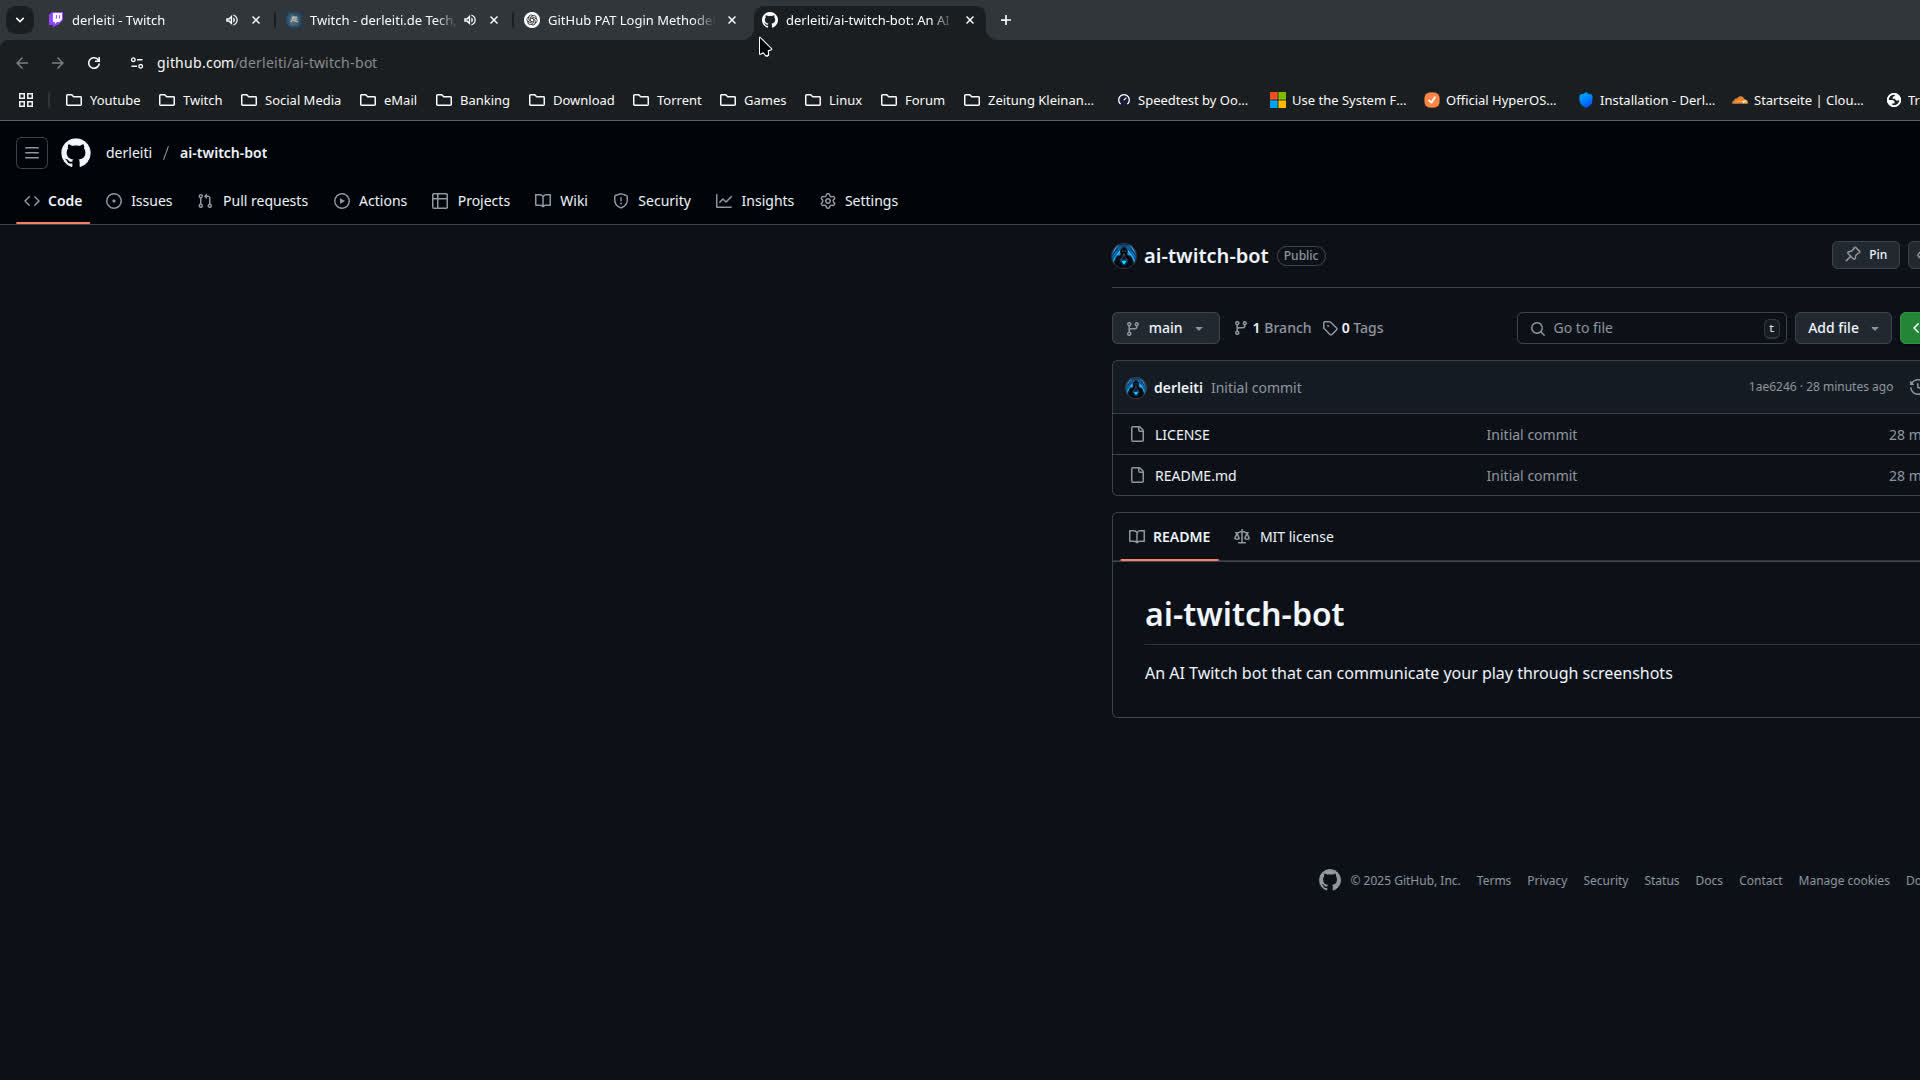 derleiti - Twitch
Twitch - derleiti.de Tech
GitHub PAT Login Methode
derleiti/ai-twitch-bot: An AI
github.com/derleiti/ai-twitch-bot
Youtube Twitch Social Media eMail Banking Download Torrent Games Linux Forum Zeitung Kleinan... Speedtest by Oo... Use the System F... Official HyperOS... Installation - Derl... Startseite | Clou... Tr
derleiti / ai-twitch-bot
Code Issues Pull requests Actions Projects Wiki Security Insights Settings
ai-twitch-bot Public Pin
main 1 Branch 0 Tags Go to file t Add file
derleiti Initial commit 1ae6246 · 28 minutes ago
LICENSE Initial commit 28 m
README.md Initial commit 28 m
README MIT license
ai-twitch-bot
An AI Twitch bot that can communicate your play through screenshots
© 2025 GitHub, Inc. Terms Privacy Security Status Docs Contact Manage cookies Do